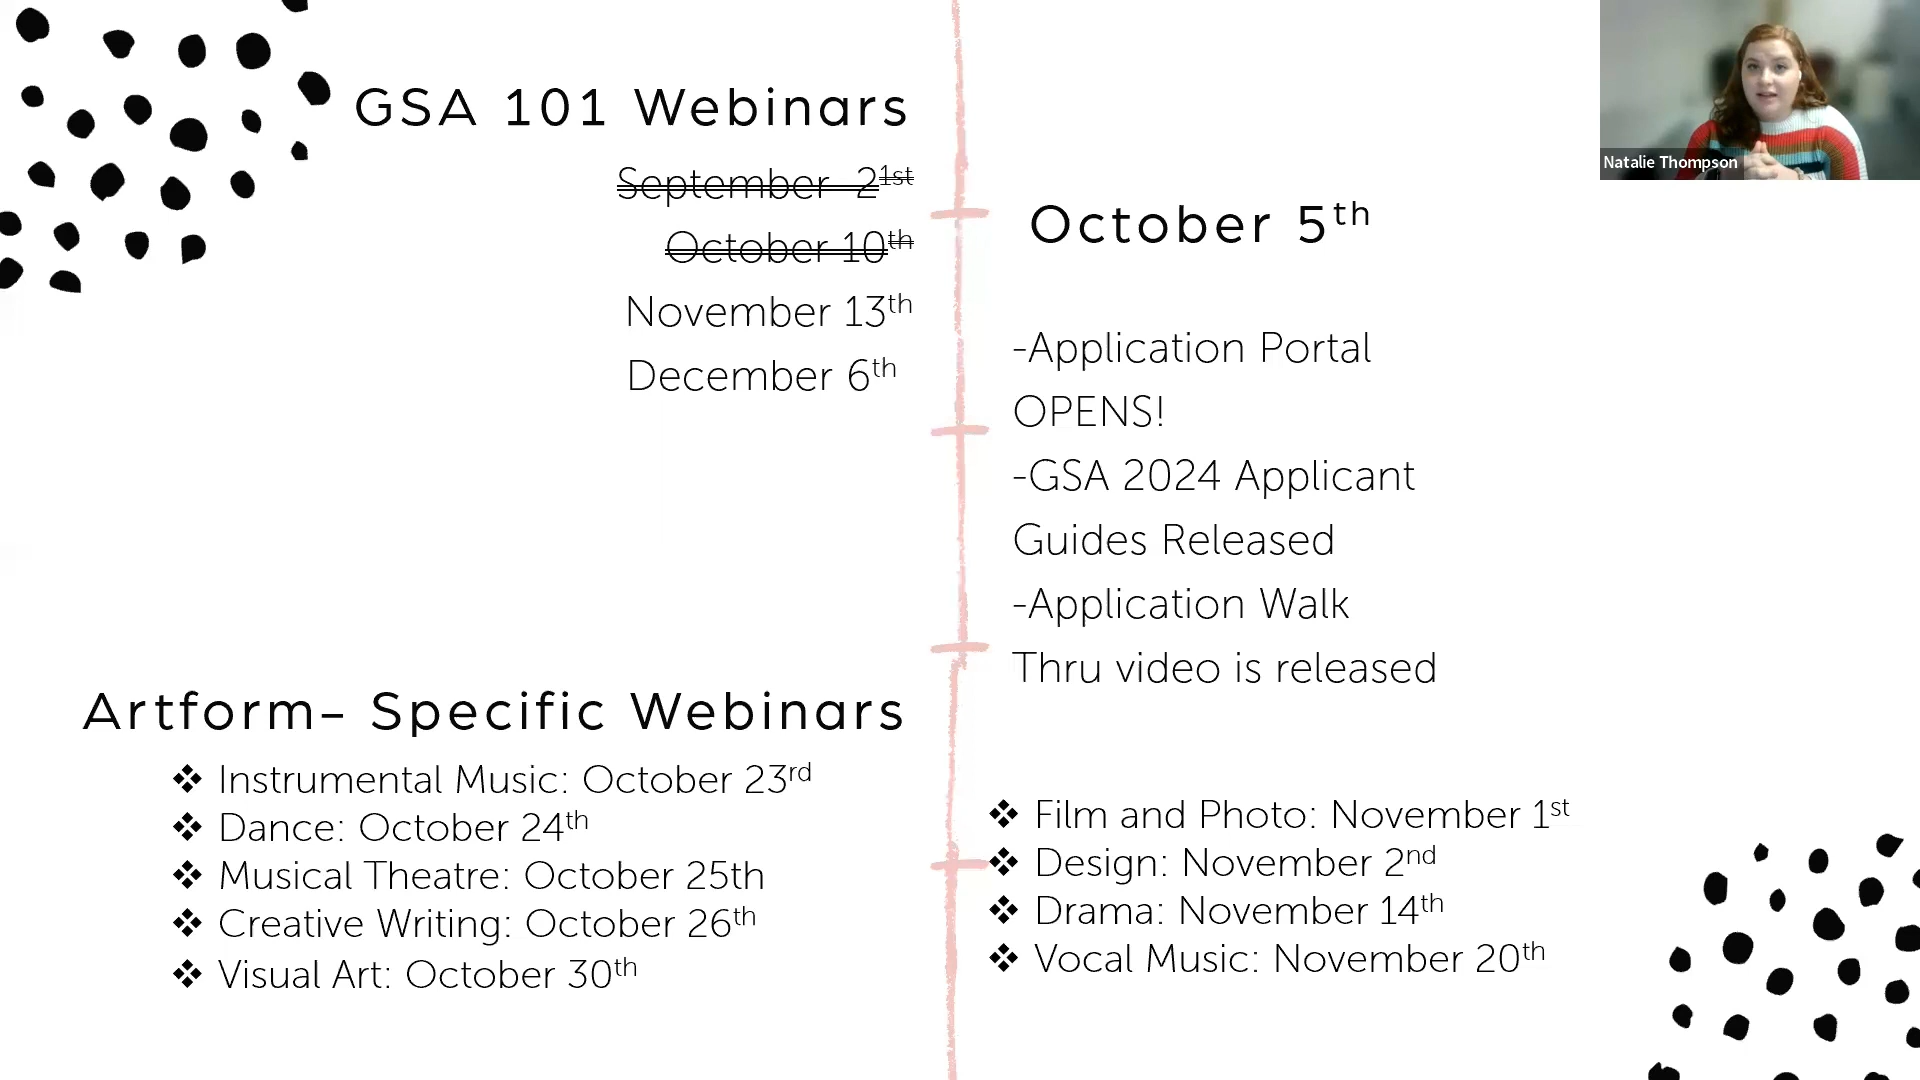 GSA 101 Webinars
September 21st
October 10th
November 13th
December 6th
Natalie Thompson
October 5th
-Application Portal
OPENS!
-GSA 2024 Applicant
Guides Released
-Application Walk
Thru video is released
Artform- Specific Webinars
❖ Instrumental Music: October 23rd
❖ Dance: October 24th
❖ Musical Theatre: October 25th
❖ Creative Writing: October 26th
❖ Visual Art: October 30th
❖ Film and Photo: November 1st
❖ Design: November 2nd
❖ Drama: November 14th
❖ Vocal Music: November 20th